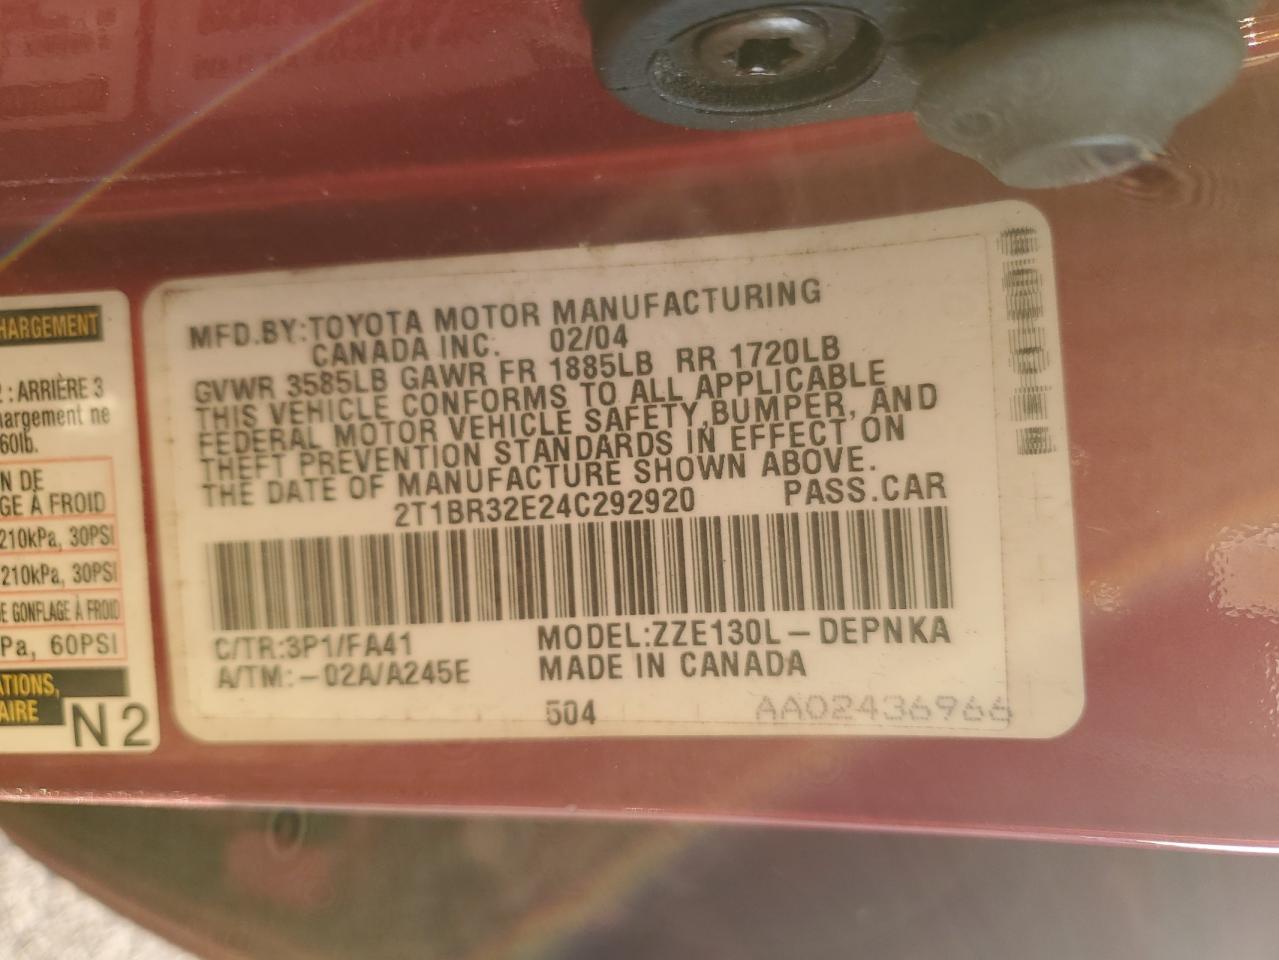 HARGEMENT
: ARRIÈRE 3
hargement ne
60lb.
N DE
GE À FROID
210kPa, 30PSI
210kPa, 30PSI
DE GONFLAGE À FROID
Pa, 60PSI
ATIONS,
AIRE
N2
MFD.BY:TOYOTA MOTOR MANUFACTURING
CANADA INC. 02/04
GVWR 3585LB GAWR FR 1885LB RR 1720LB
THIS VEHICLE CONFORMS TO ALL APPLICABLE
FEDERAL MOTOR VEHICLE SAFETY,BUMPER, AND
THEFT PREVENTION STANDARDS IN EFFECT ON
THE DATE OF MANUFACTURE SHOWN ABOVE.
2T1BR32E24C292920 PASS.CAR
C/TR:3P1/FA41 MODEL:ZZE130L-DEPNKA
A/TM:-02A/A245E MADE IN CANADA
504 AA02436966